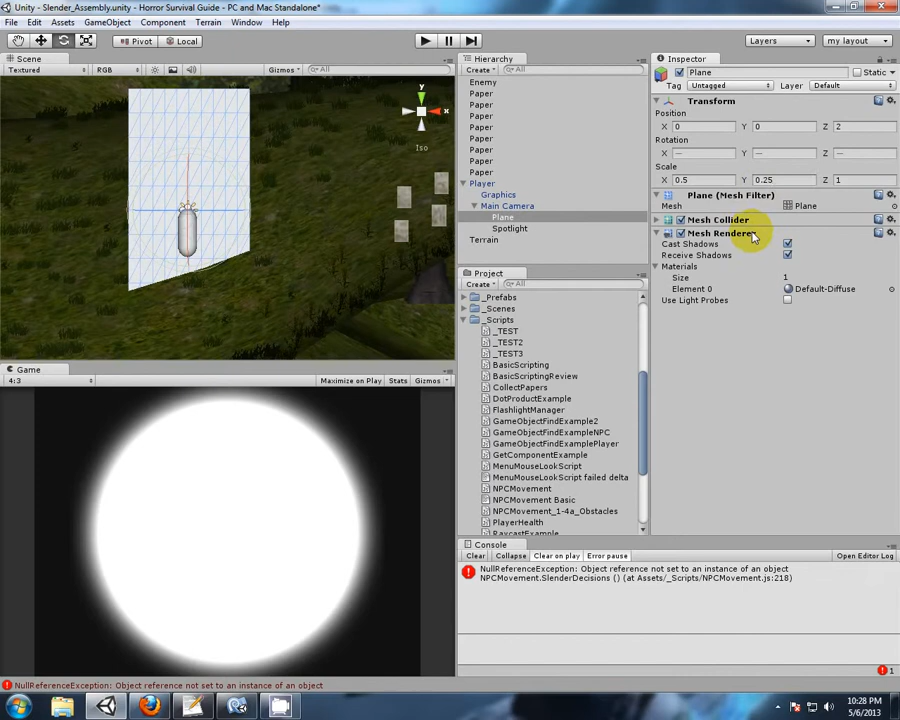 Unity - Slender_Assembly.unity - Horror Survival Guide - PC and Mac Standalone*
File Edit Assets GameObject Component Terrain Window Help
Pivot Local Layers my layout
Scene
Textured RGB Gizmos All
y
x
Iso
Game
4:3 Maximize on Play Stats Gizmos
Hierarchy
Create All
Enemy
Paper
Paper
Paper
Paper
Paper
Paper
Paper
Paper
Player
Graphics
Main Camera
Plane
Spotlight
Terrain
Project
Create
_Prefabs
_Scenes
_Scripts
_TEST
_TEST2
_TEST3
BasicScripting
BasicScriptingReview
CollectPapers
DotProductExample
FlashlightManager
GameObjectFindExample2
GameObjectFindExampleNPC
GameObjectFindExamplePlayer
GetComponentExample
MenuMouseLookScript
MenuMouseLookScript failed delta
NPCMovement
NPCMovement Basic
NPCMovement_1-4a_Obstacles
PlayerHealth
RaycastExample
Inspector
Plane Static
Tag Untagged Layer Default
Transform
Position
X 0 Y 0 Z 2
Rotation
X — Y — Z —
Scale
X 0.5 Y 0.25 Z 1
Plane (Mesh Filter)
Mesh Plane
Mesh Collider
Mesh Renderer
Cast Shadows
Receive Shadows
Materials
Size 1
Element 0 Default-Diffuse
Use Light Probes
Console
Clear Collapse Clear on play Error pause Open Editor Log
NullReferenceException: Object reference not set to an instance of an object
NPCMovement.SlenderDecisions () (at Assets/_Scripts/NPCMovement.js:218)
1
NullReferenceException: Object reference not set to an instance of an object
10:28 PM
5/6/2013